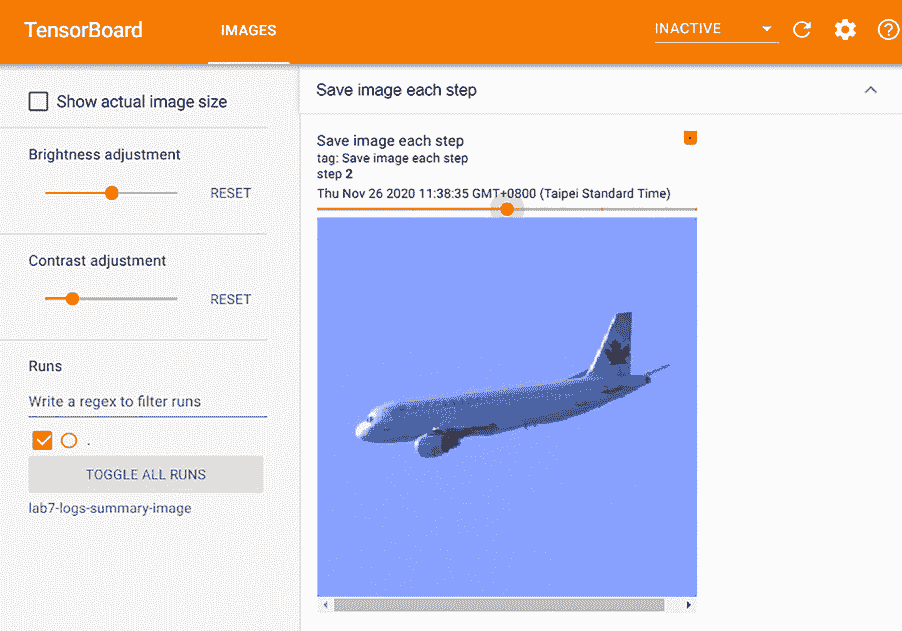 TensorBoard
IMAGES
INACTIVE
Show actual image size
Brightness adjustment
RESET
Contrast adjustment
RESET
Runs
Write a regex to filter runs
.
TOGGLE ALL RUNS
lab7-logs-summary-image
Save image each step
Save image each step
tag: Save image each step
step 2
Thu Nov 26 2020 11:38:35 GMT+0800 (Taipei Standard Time)